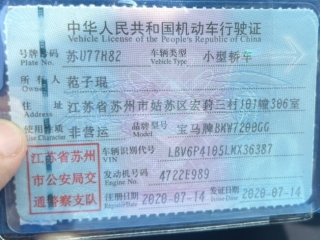 中华人民共和国机动车行驶证
Vehicle License of the People's Republic of China
号牌号码 苏U77H82 车辆类型 小型轿车
Plate No. Vehicle Type
所有人 范子琨
Owner
住址 江苏省苏州市姑苏区宏葑三村107幢306室
Address
使用性质 非营运 品牌型号 宝马牌BMW7200GG
Use Character Model
江苏省苏州市公安局交通警察支队
车辆识别代号 LBV6P4105LMX36387
VIN
发动机号码 4722E989
Engine No.
注册日期 2020-07-14 发证日期 2020-07-14
Register Date Issue Date